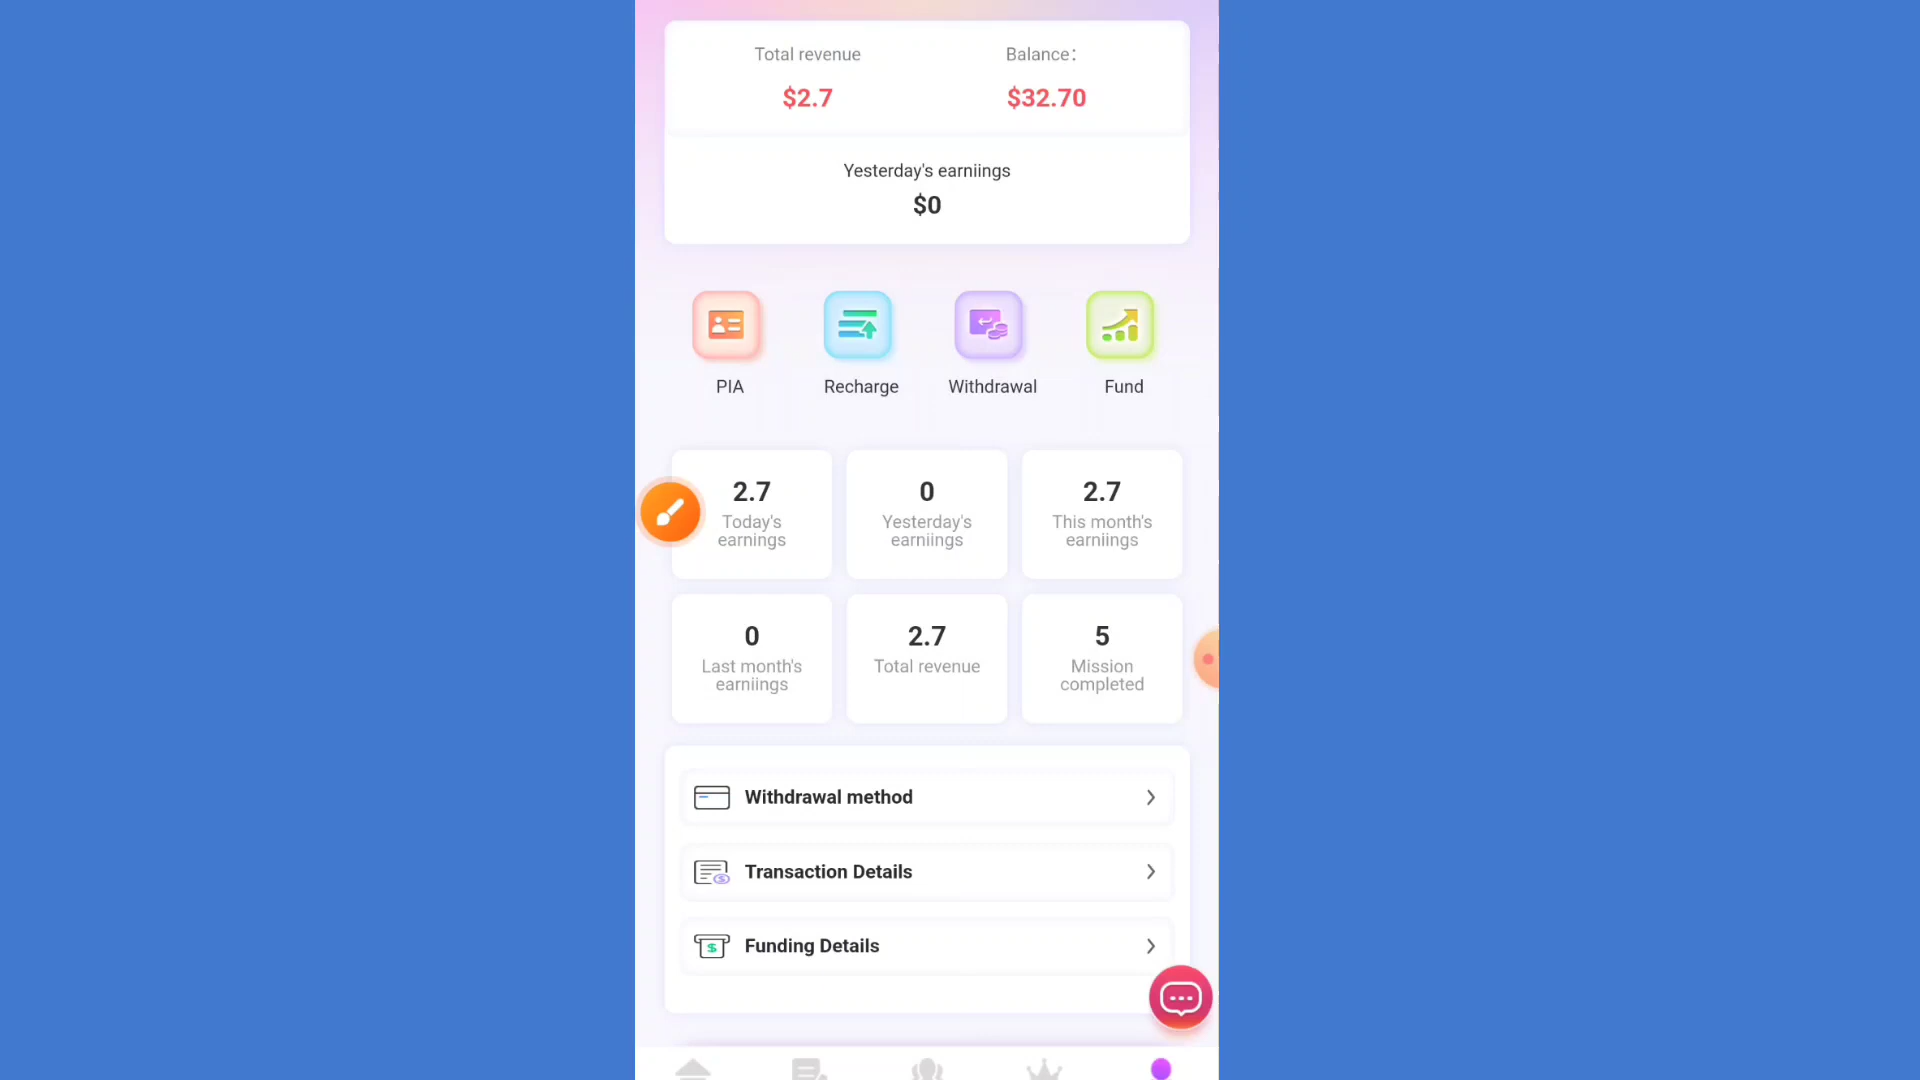 Total revenue
Balance：
$2.7
$32.70
Yesterday's earniings
$0
PIA
Recharge
Withdrawal
Fund
2.7
Today's
earnings
0
Yesterday's
earniings
2.7
This month's
earniings
0
Last month's
earniings
2.7
Total revenue
5
Mission
completed
Withdrawal method
Transaction Details
Funding Details